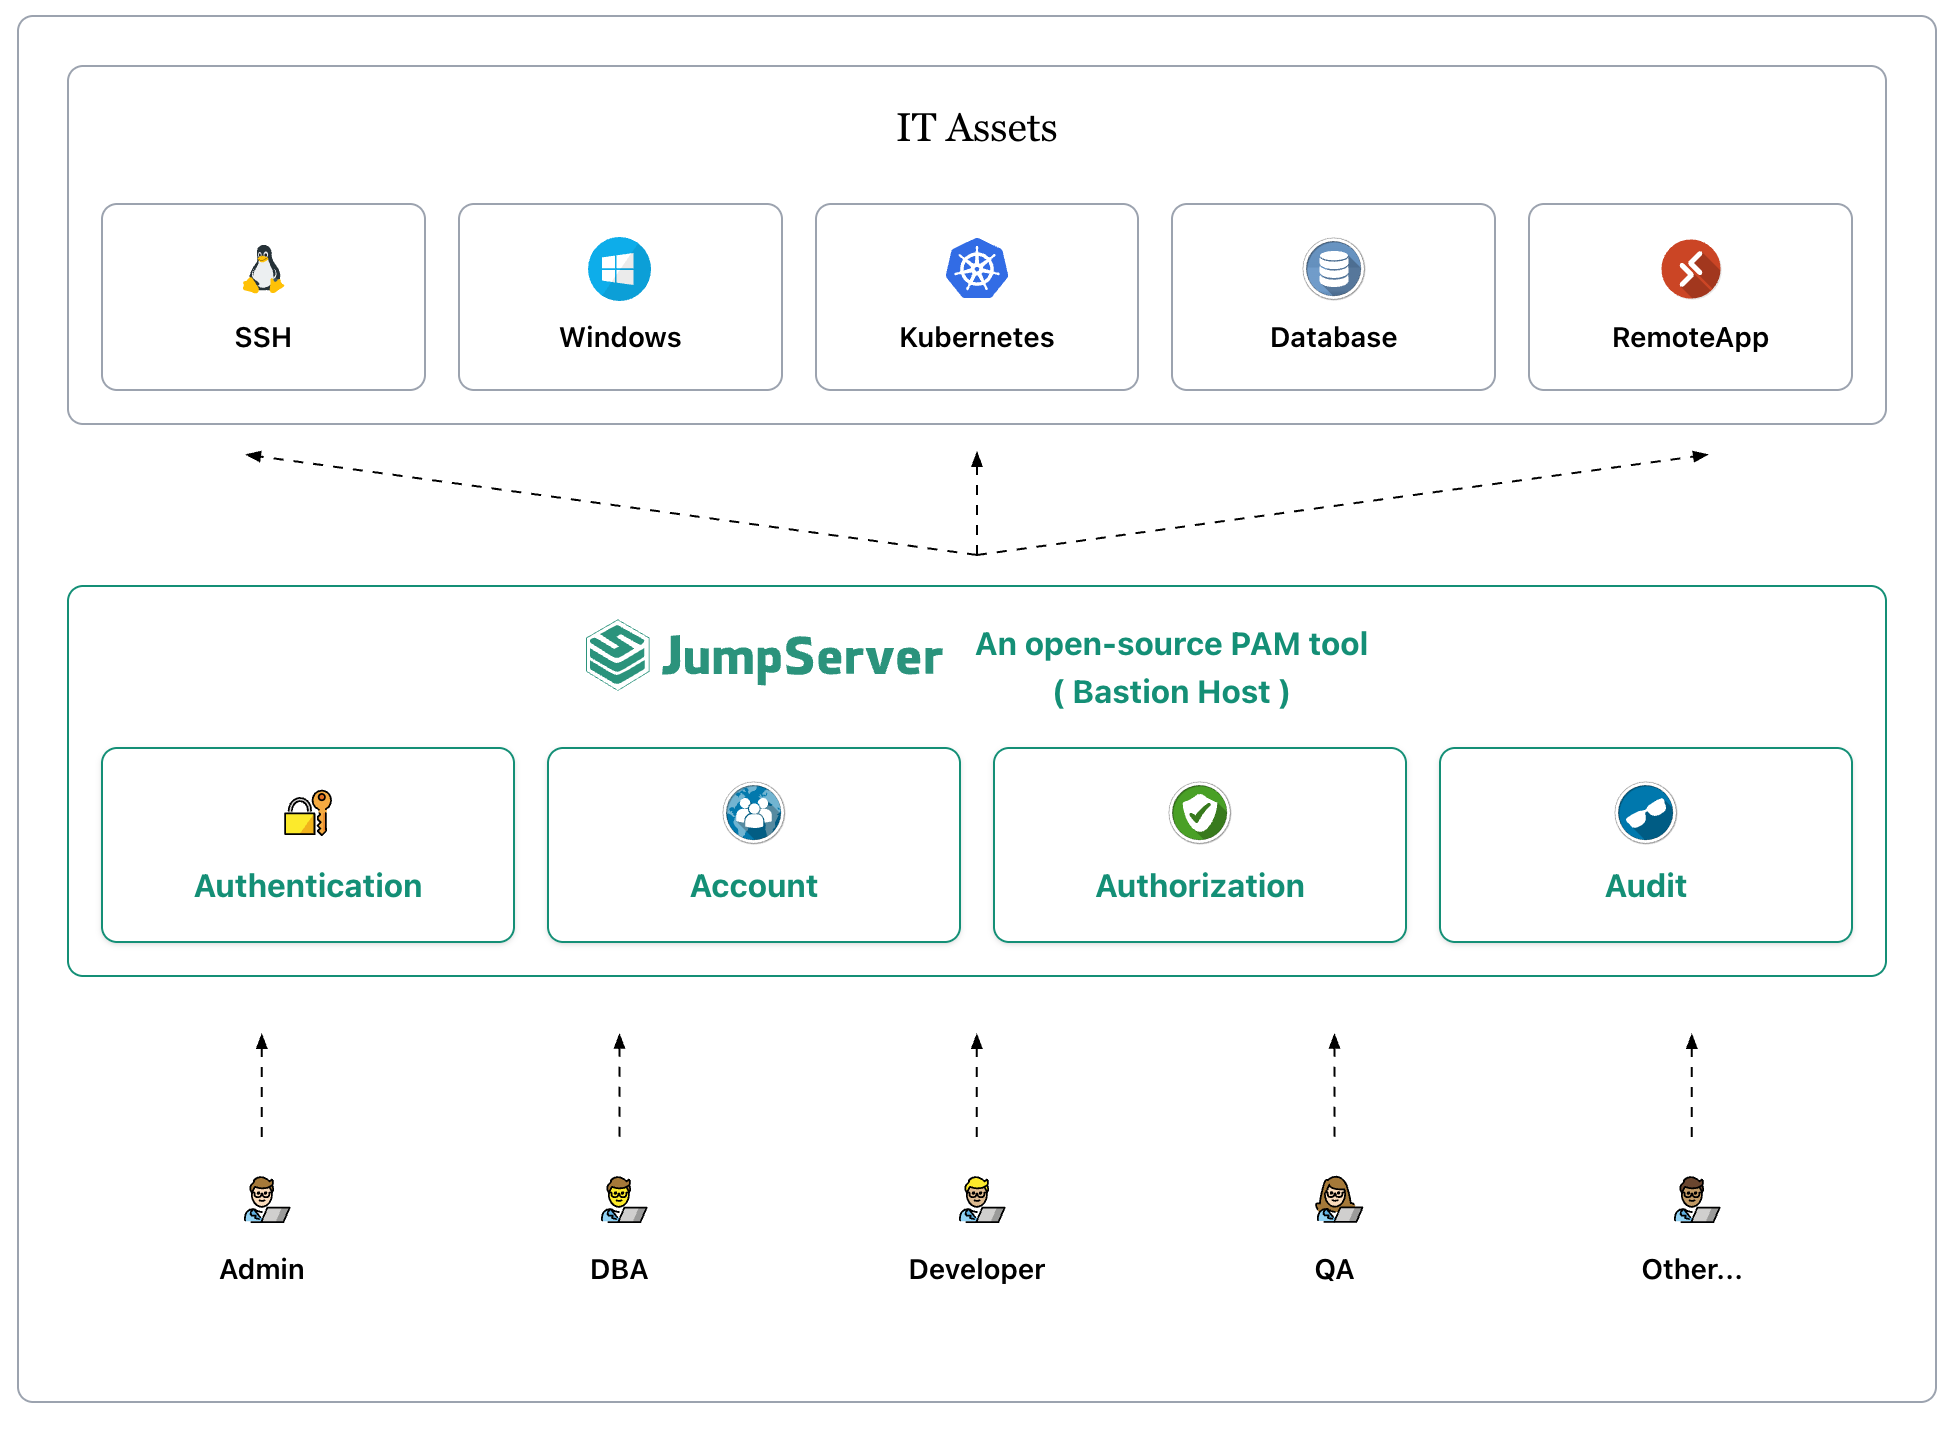 IT Assets
SSH
Windows
Kubernetes
Database
RemoteApp
JumpServer
An open-source PAM tool
( Bastion Host )
Authentication
Account
Authorization
Audit
Admin
DBA
Developer
QA
Other...